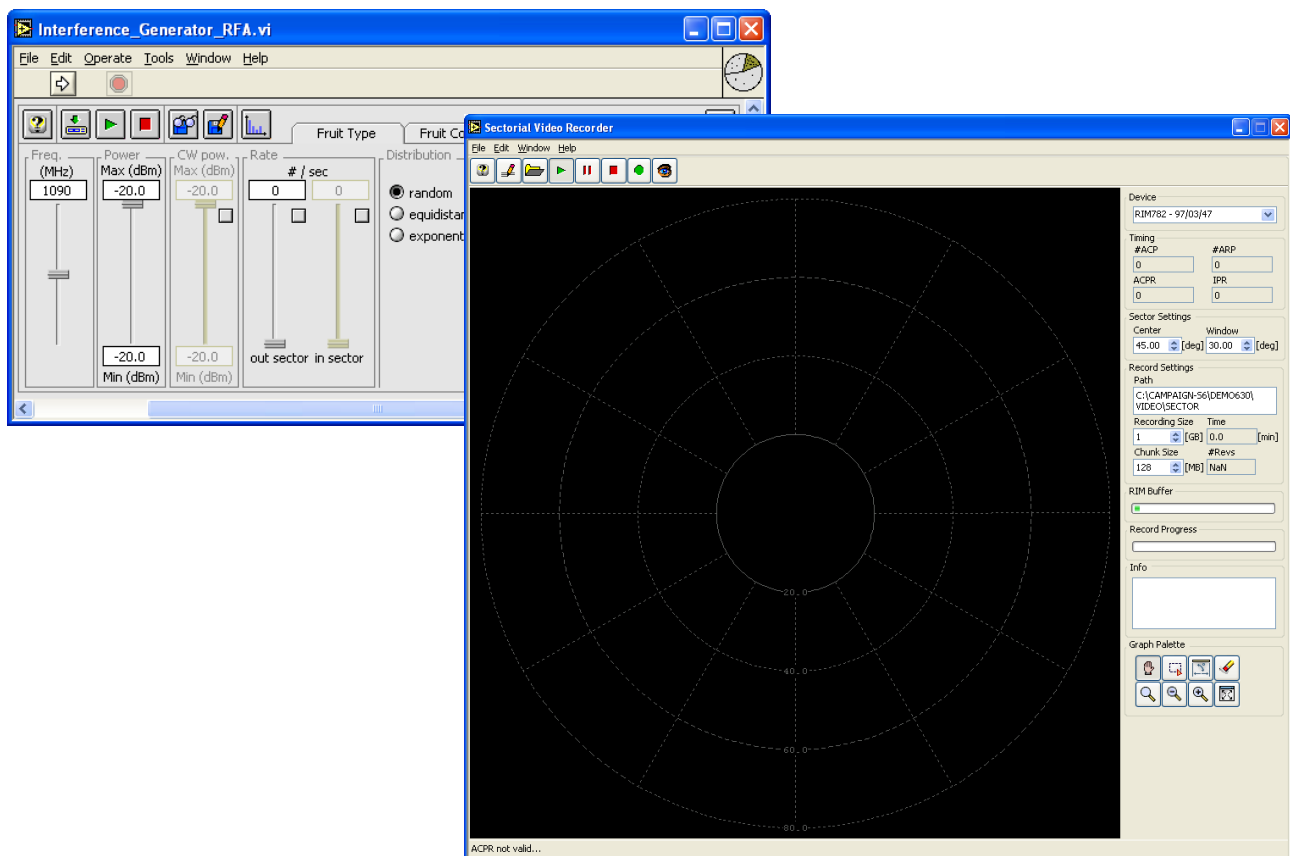 Interference_Generator_RFA.vi
File Edit Operate Tools Window Help
Fruit Type
Fruit Co
Freq.
(MHz)
1090
Power
Max (dBm)
-20.0
-20.0
Min (dBm)
CW pow.
Max (dBm)
-20.0
-20.0
Min (dBm)
Rate
# / sec
0 0
out sector in sector
Distribution
random
equidistan
exponent
Sectorial Video Recorder
File Edit Window Help
20.0
40.0
60.0
80.0
Device
RIM782 - 97/03/47
Timing
#ACP #ARP
0 0
ACPR IPR
0 0
Sector Settings
Center Window
45.00 [deg] 30.00 [deg]
Record Settings
Path
C:\CAMPAIGN-S6\DEMO630\
VIDEO\SECTOR
Recording Size Time
1 [GB] 0.0 [min]
Chunk Size #Revs
128 [MB] NaN
RIM Buffer
Record Progress
Info
Graph Palette
ACPR not valid...